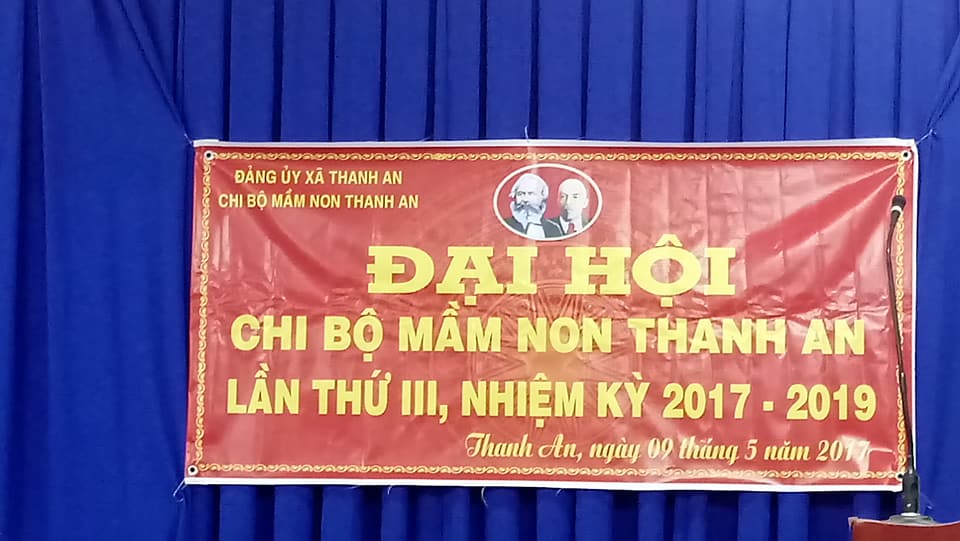 ĐẢNG ỦY XÃ THANH AN
CHI BỘ MẦM NON THANH AN
ĐẠI HỘI
CHI BỘ MẦM NON THANH AN
LẦN THỨ III, NHIỆM KỲ 2017 - 2019
Thanh An, ngày 09 tháng 5 năm 2017